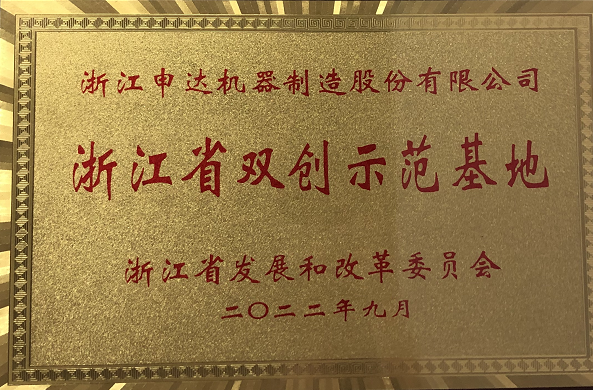 浙江申达机器制造股份有限公司
浙江省双创示范基地
浙江省发展和改革委员会
二〇二二年九月